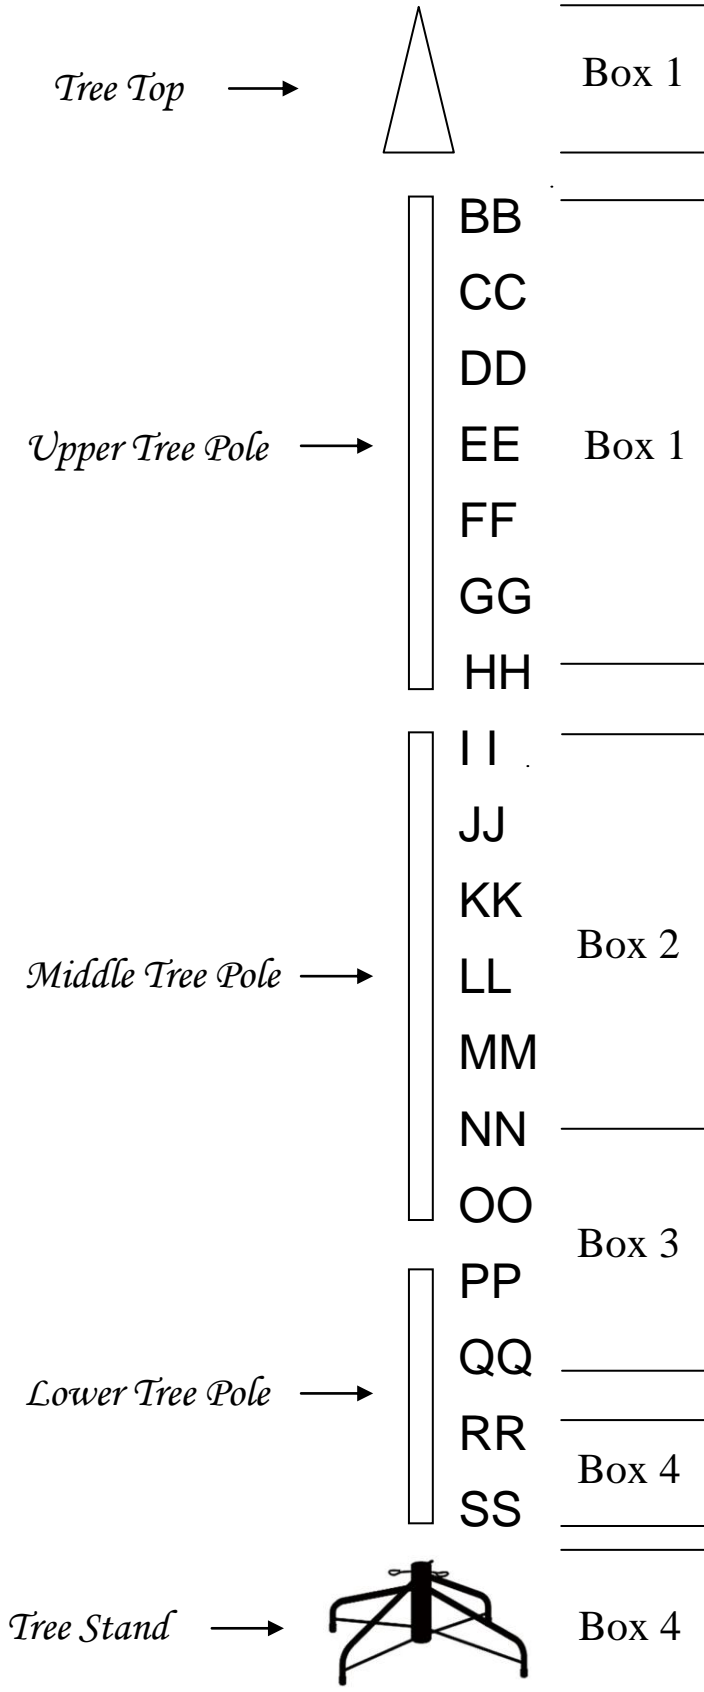 Tree Top
Box 1
BB
CC
DD
Upper Tree Pole
EE
Box 1
FF
GG
HH
I I
JJ
KK
Box 2
Middle Tree Pole
LL
MM
NN
OO
Box 3
PP
QQ
Lower Tree Pole
RR
Box 4
SS
Tree Stand
Box 4